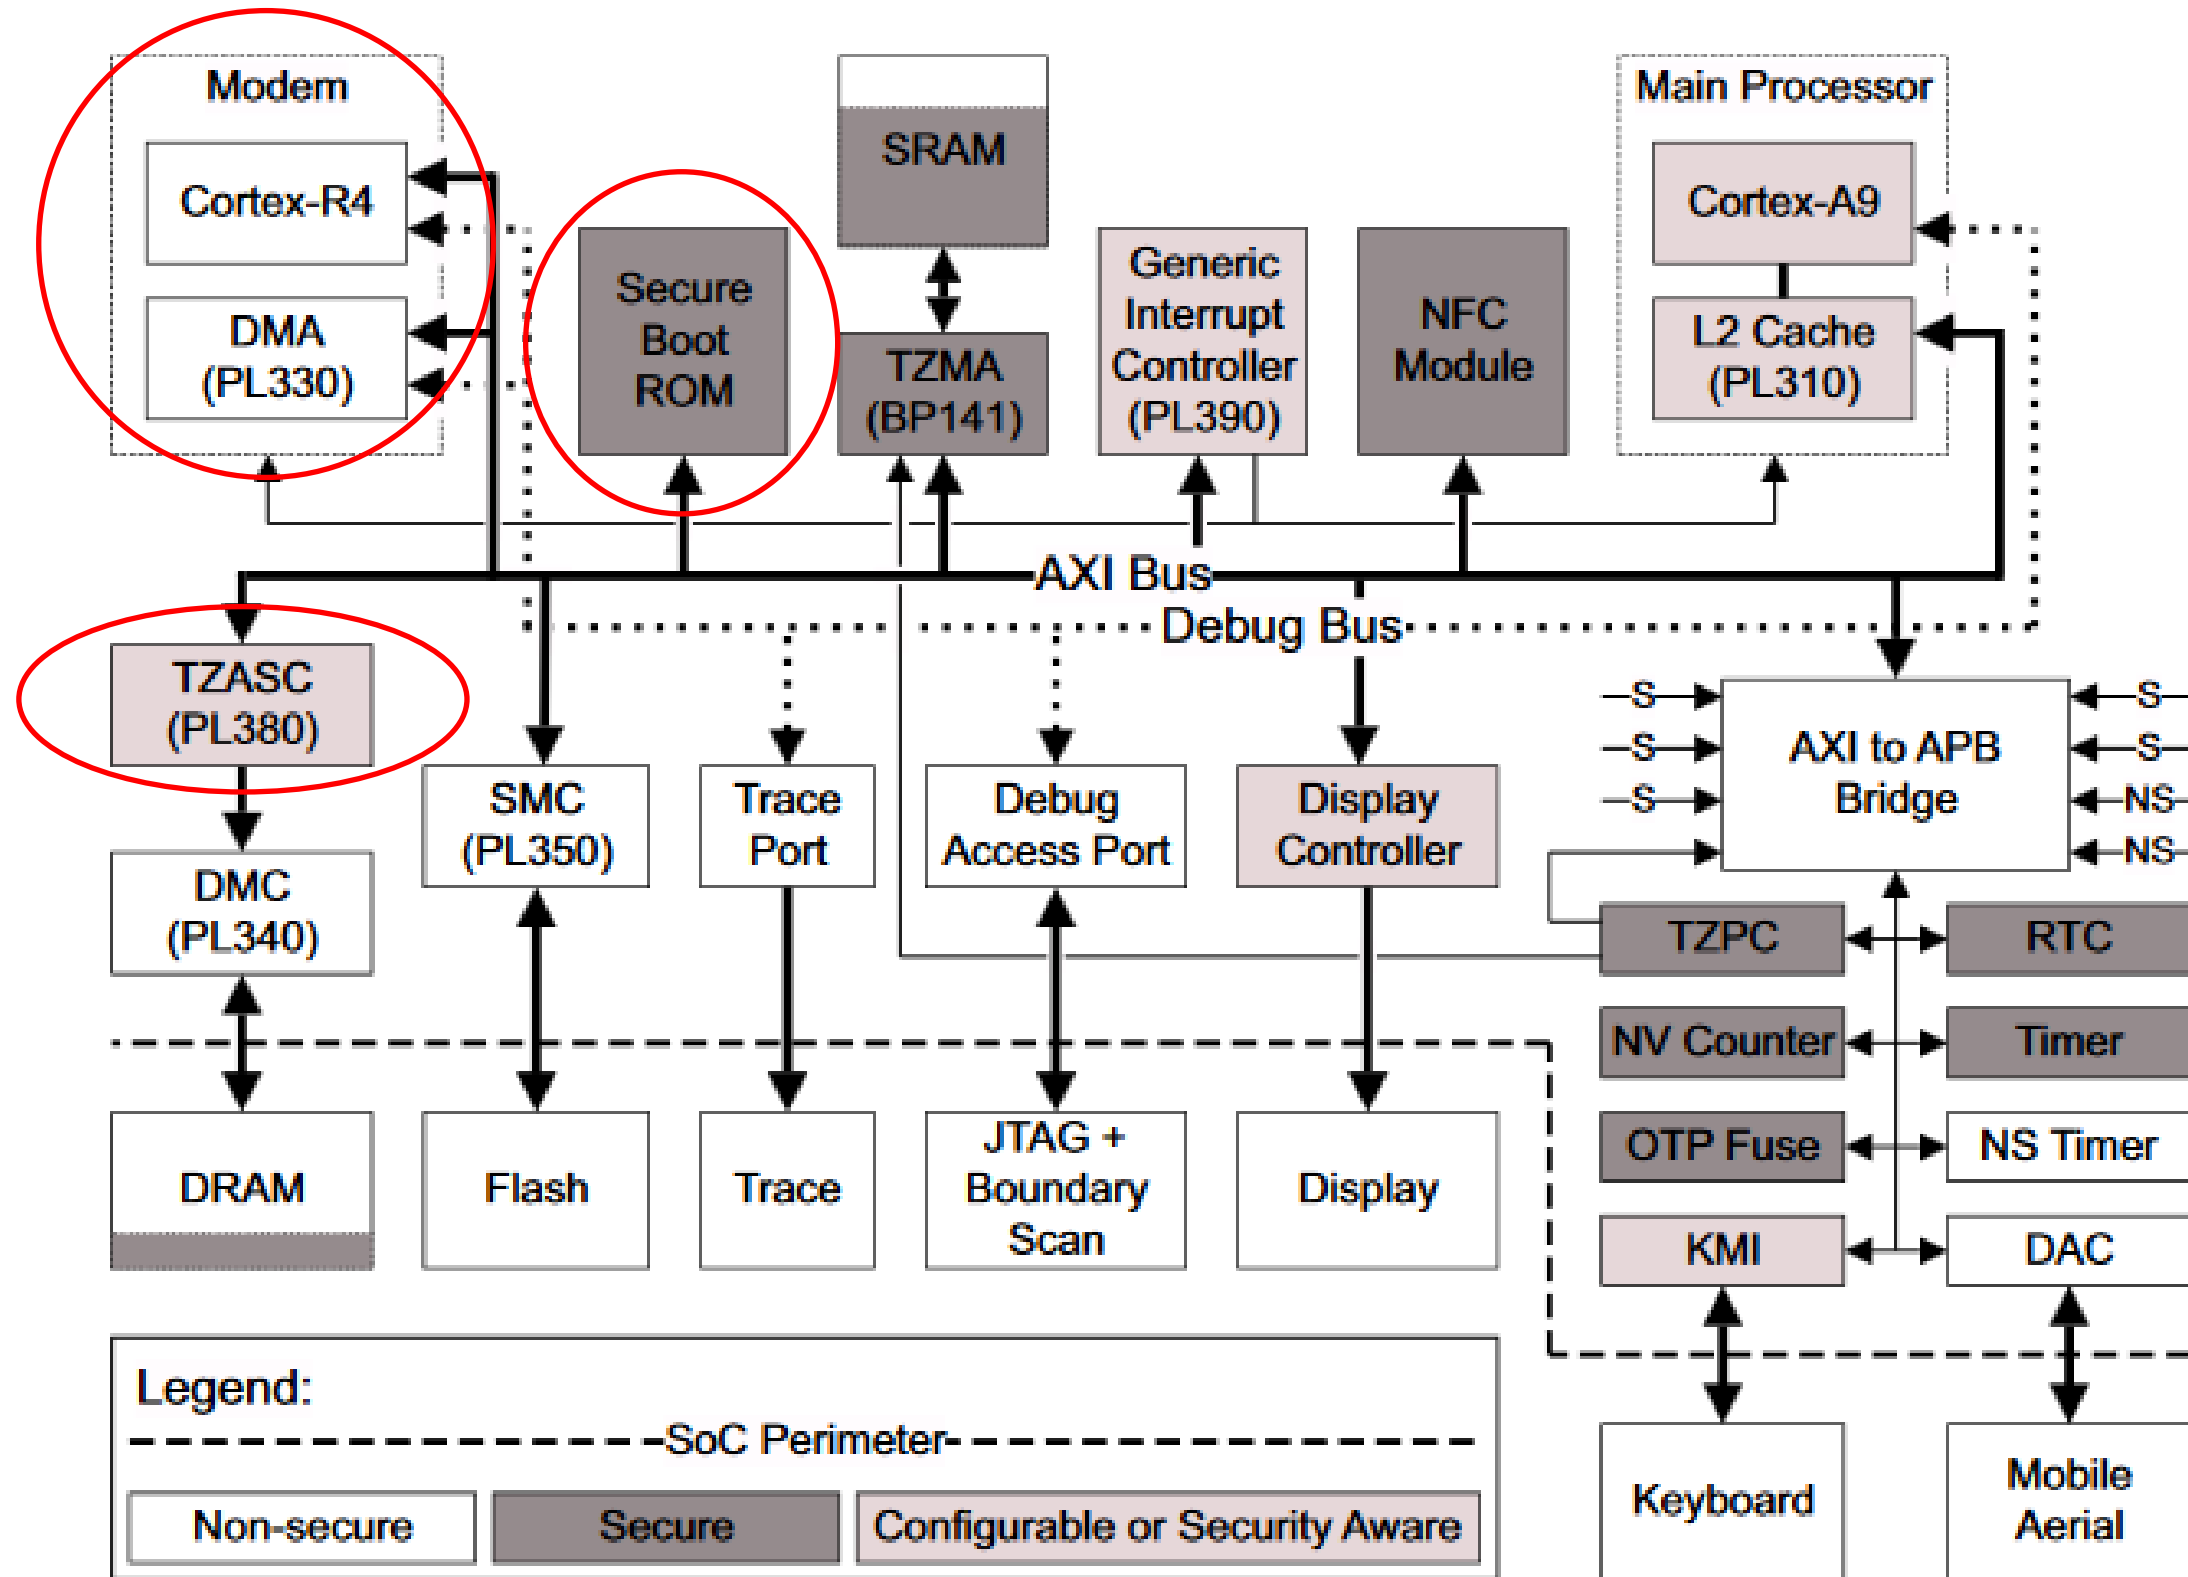 Modem
Cortex-R4
DMA
(PL330)
Secure
Boot
ROM
SRAM
TZMA
(BP141)
Generic
Interrupt
Controller
(PL390)
NFC
Module
Main Processor
Cortex-A9
L2 Cache
(PL310)
AXI Bus
Debug Bus
TZASC
(PL380)
DMC
(PL340)
SMC
(PL350)
Trace
Port
Debug
Access Port
Display
Controller
S
S
S
AXI to APB
Bridge
S
S
NS
NS
TZPC
RTC
NV Counter
Timer
OTP Fuse
NS Timer
KMI
DAC
DRAM
Flash
Trace
JTAG +
Boundary
Scan
Display
Keyboard
Mobile
Aerial
Legend:
SoC Perimeter
Non-secure
Secure
Configurable or Security Aware